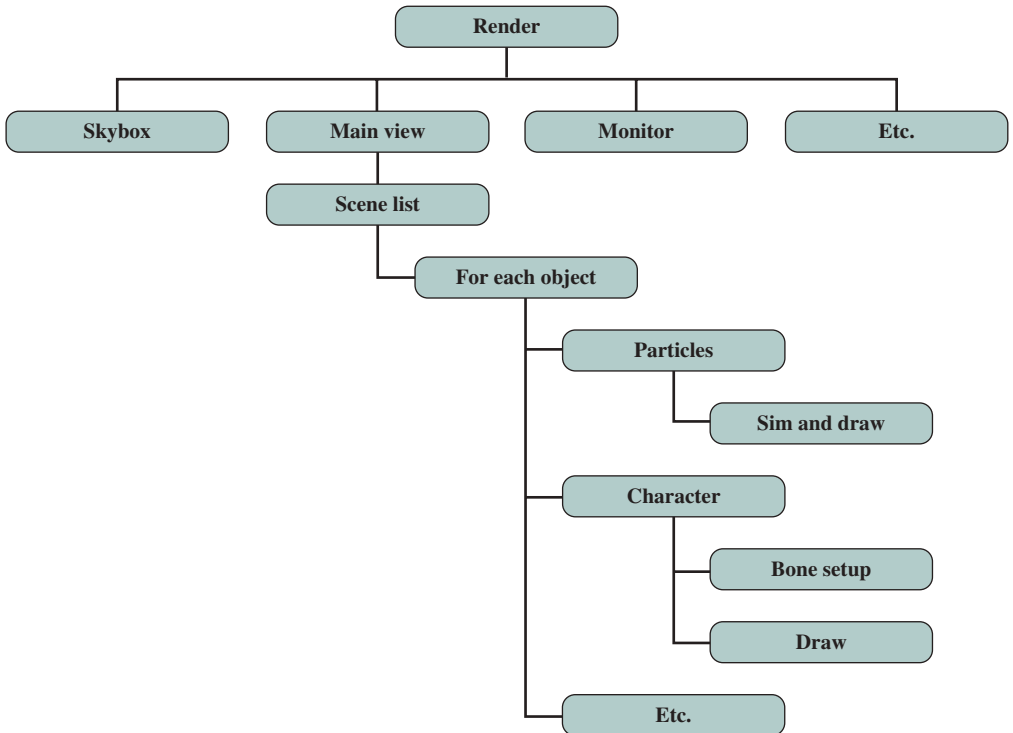 Render
Skybox
Main view
Monitor
Etc.
Scene list
For each object
Particles
Sim and draw
Character
Bone setup
Draw
Etc.